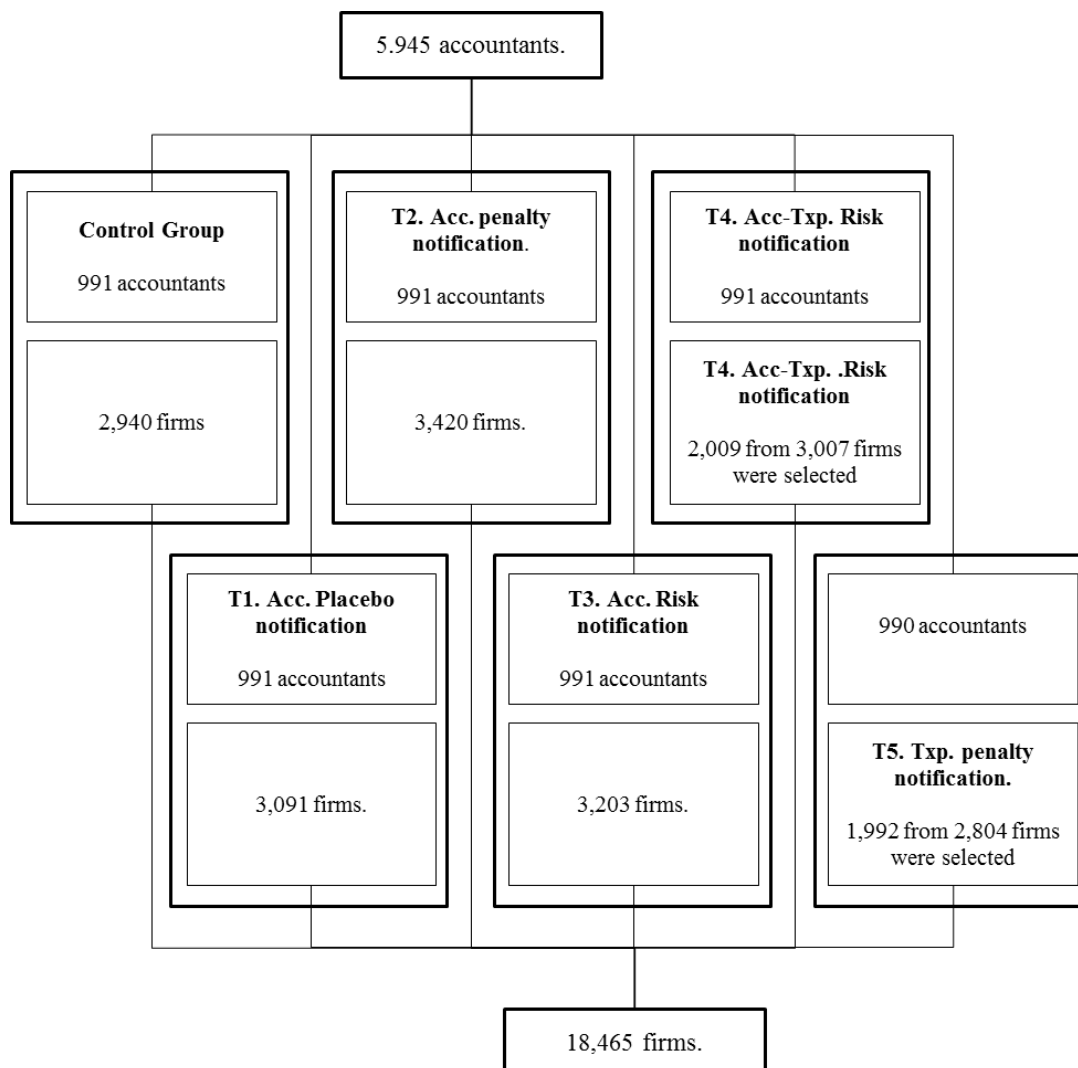 5.945 accountants.
Control Group
991 accountants
2,940 firms
T2. Acc. penalty
notification.
991 accountants
3,420 firms.
T4. Acc-Txp. Risk
notification
991 accountants
T4. Acc-Txp. .Risk
notification
2,009 from 3,007 firms
were selected
T1. Acc. Placebo
notification
991 accountants
3,091 firms.
T3. Acc. Risk
notification
991 accountants
3,203 firms.
990 accountants
T5. Txp. penalty
notification.
1,992 from 2,804 firms
were selected
18,465 firms.